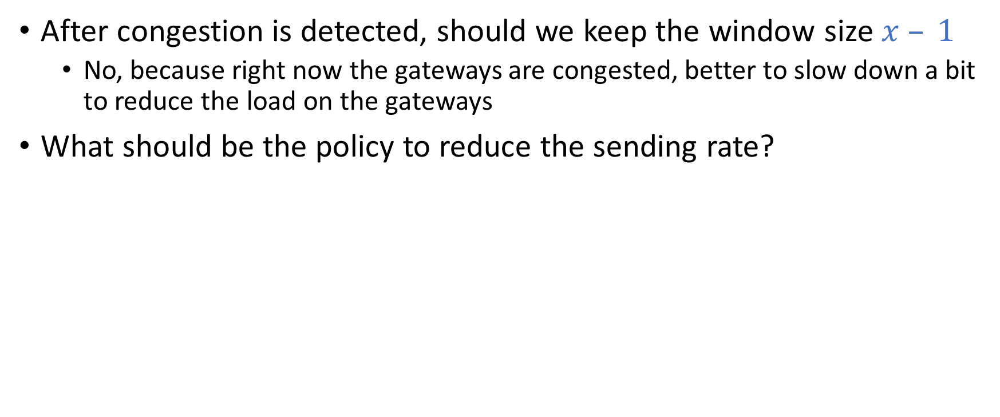 • After congestion is detected, should we keep the window size x – 1
• No, because right now the gateways are congested, better to slow down a bit
to reduce the load on the gateways
• What should be the policy to reduce the sending rate?